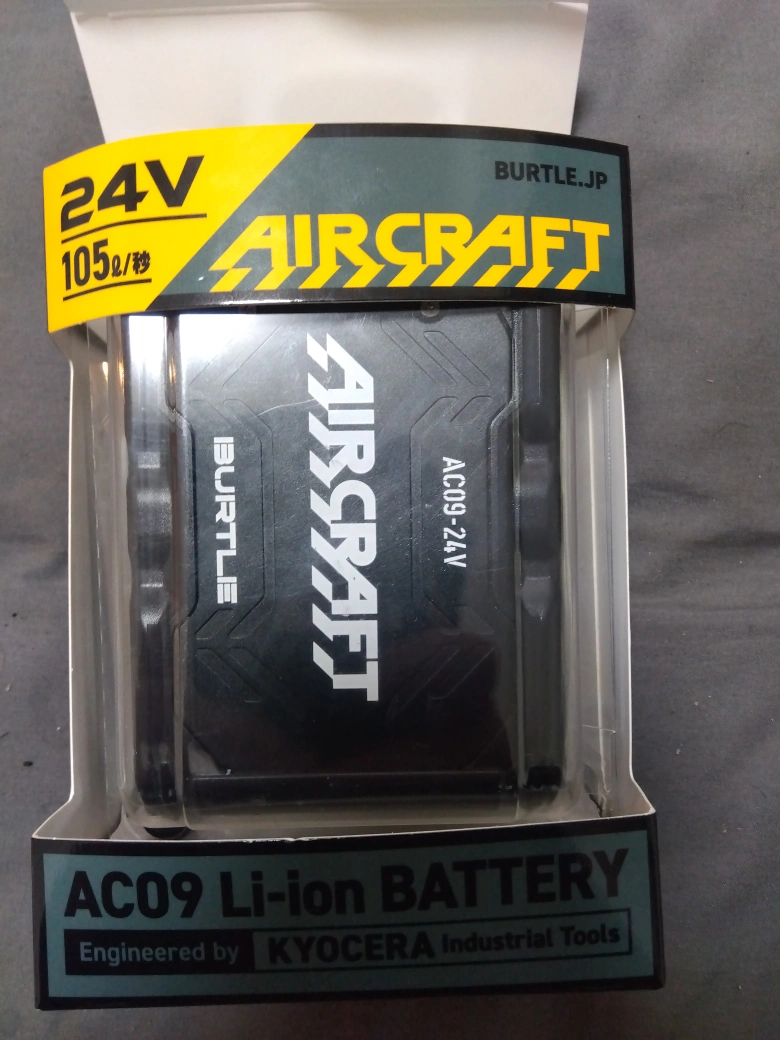 24V
105ℓ/秒
BURTLE.JP
AIRCRAFT
AIRCRAFT
BURTLE
AC09-24V
AC09 Li-ion BATTERY
Engineered by KYOCERA Industrial Tools